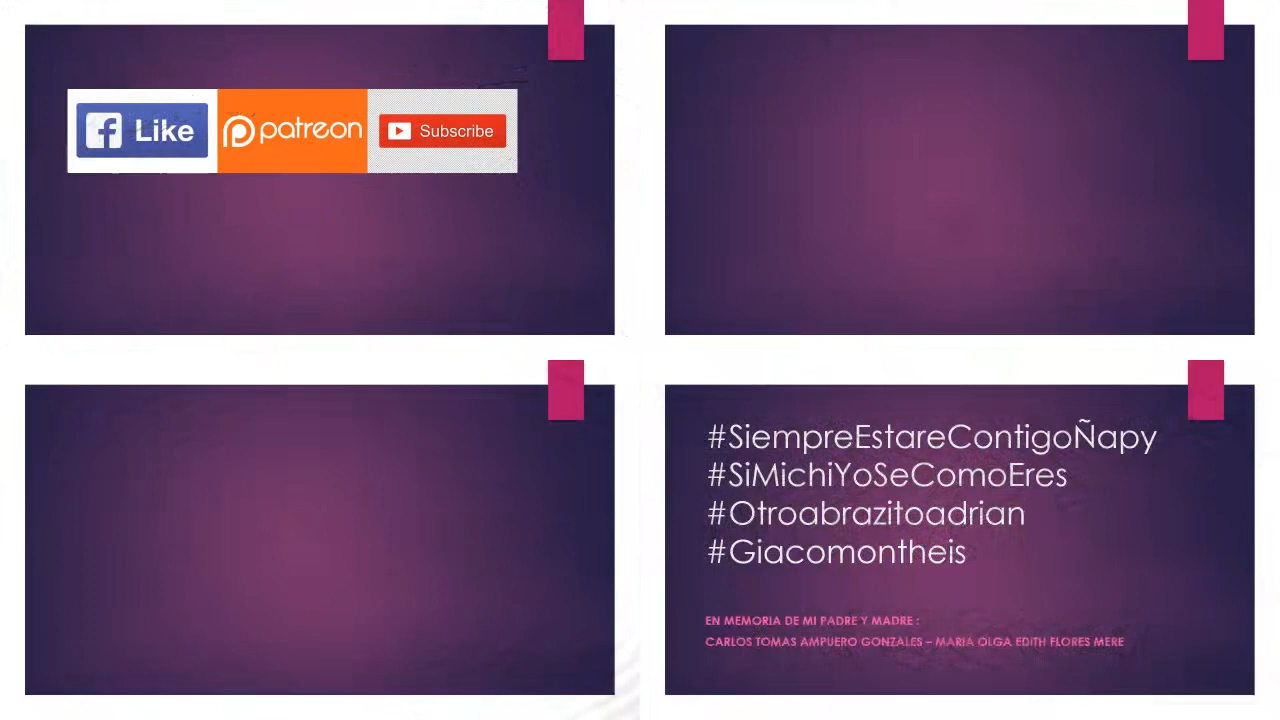 Like
patreon
Subscribe
#SiempreEstareContigoÑapy
#SiMichiYoSeComoEres
#Otroabrazitoadrian
#Giacomontheis
EN MEMORIA DE MI PADRE Y MADRE :
CARLOS TOMAS AMPUERO GONZALES – MARIA OLGA EDITH FLORES MERE